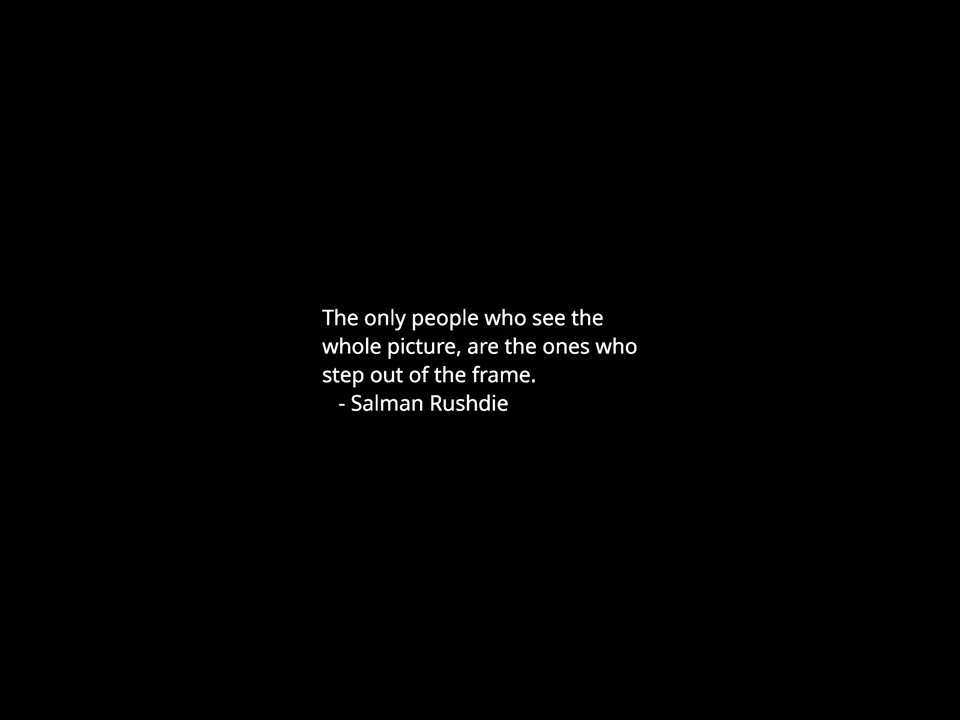 The only people who see the
whole picture, are the ones who
step out of the frame.
- Salman Rushdie